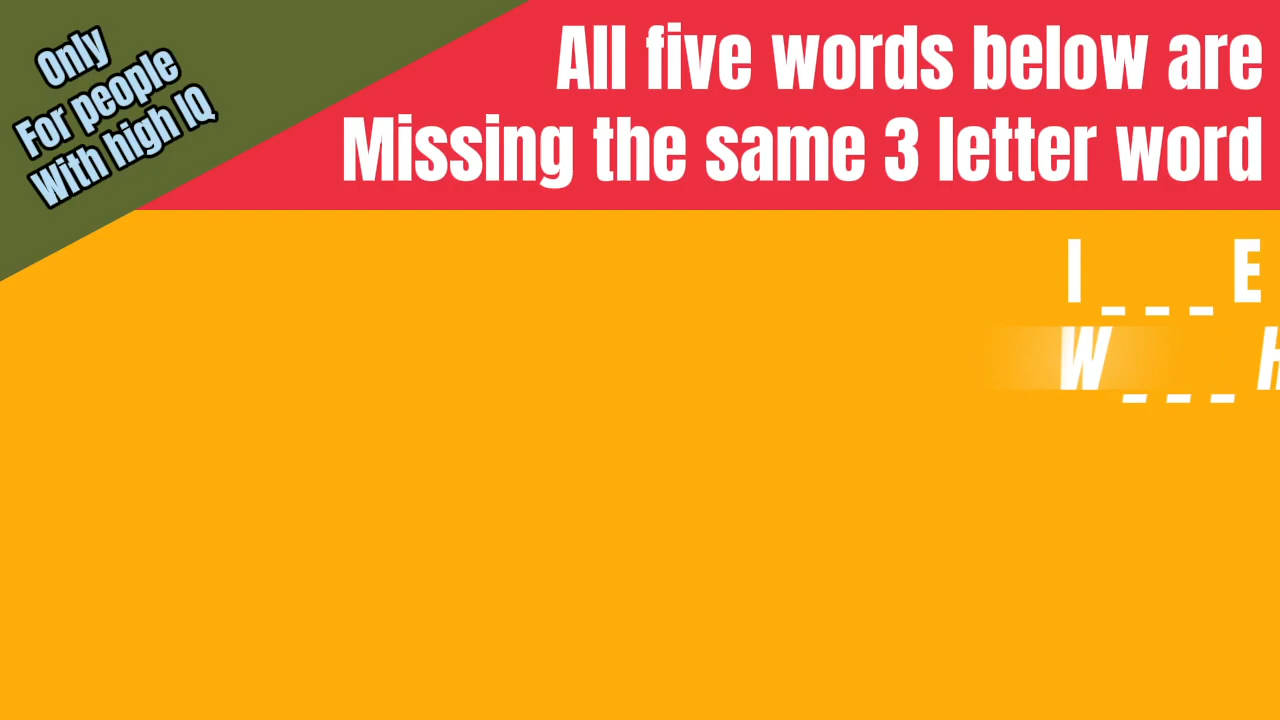 Only
For people
With high IQ
All five words below are
Missing the same 3 letter word
I _ _ _ E
W _ _ _ H